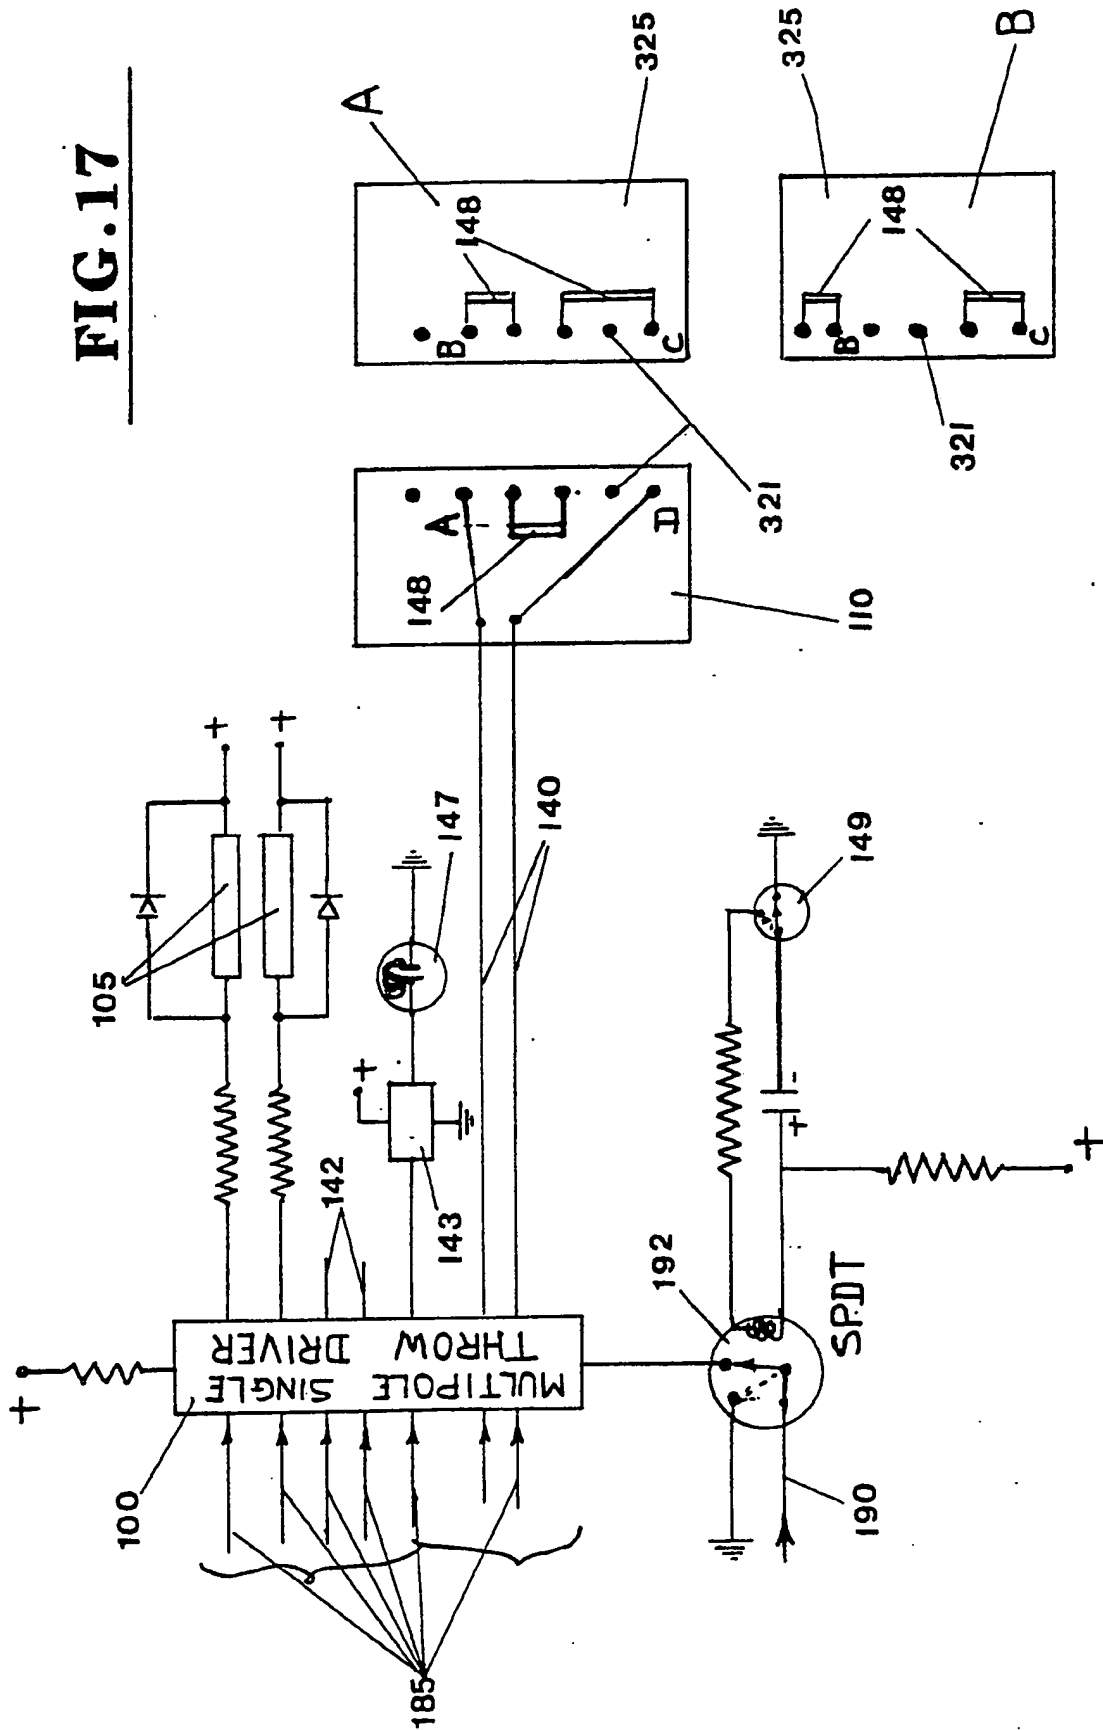 FIG.17
A
325
148
B
C
325
B
148
B
C
321
321
A
148
D
110
105
+
+
147
140
149
+
143
142
+
-
+
192
SPDT
+
MULTIPOLE SINGLE
THROW DRIVER
100
190
185